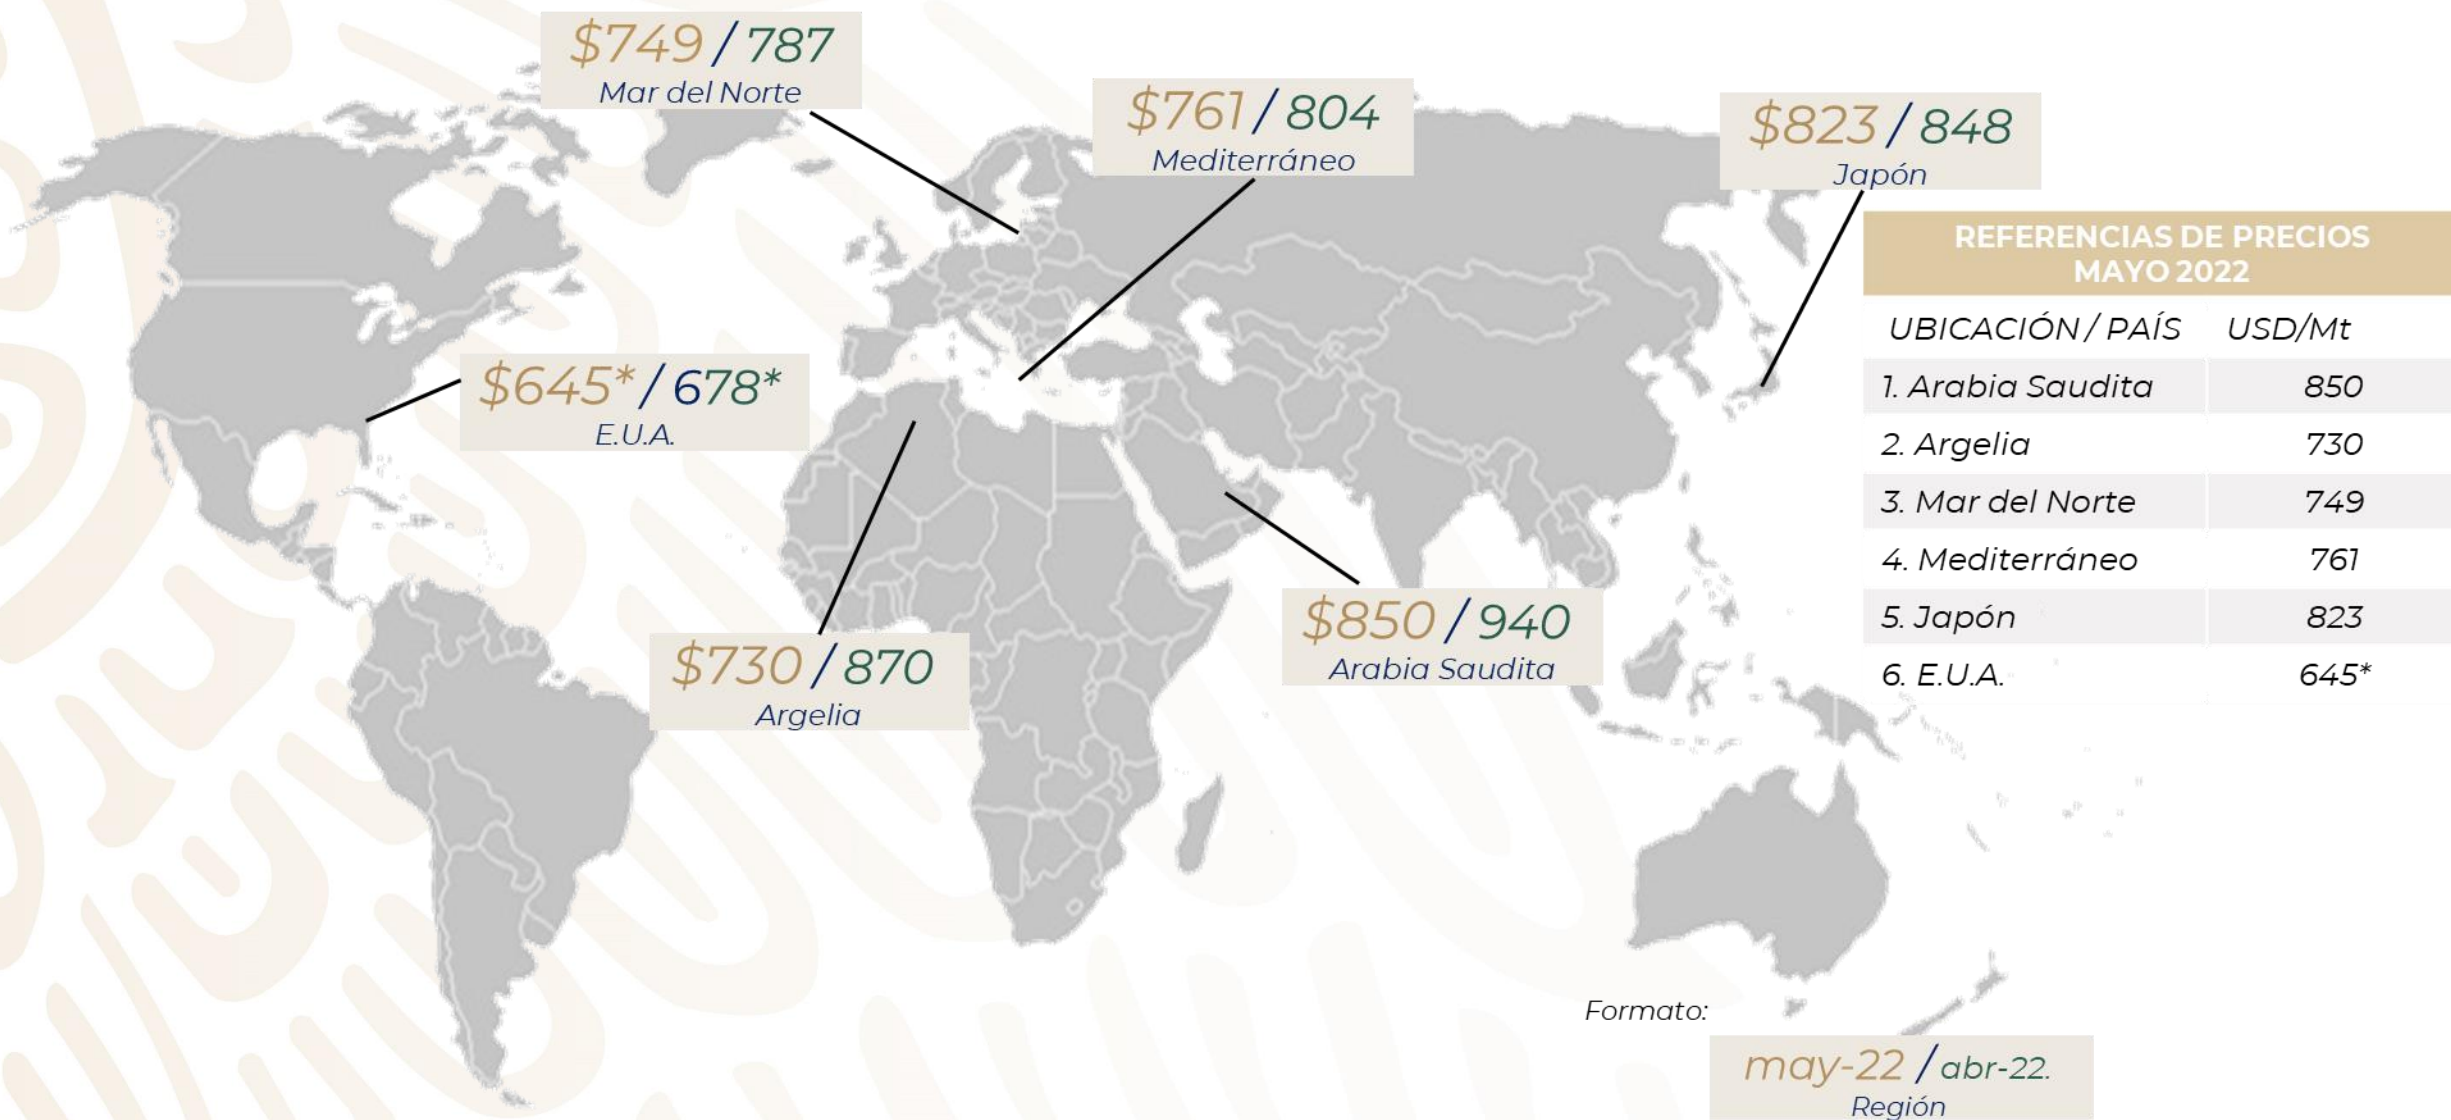 $749 / 787
Mar del Norte
$761 / 804
Mediterráneo
$823 / 848
Japón
$645* / 678*
E.U.A.
$730 / 870
Argelia
$850 / 940
Arabia Saudita
REFERENCIAS DE PRECIOS
MAYO 2022
UBICACIÓN / PAÍS USD/Mt
1. Arabia Saudita 850
2. Argelia 730
3. Mar del Norte 749
4. Mediterráneo 761
5. Japón 823
6. E.U.A. 645*
Formato:
may-22 / abr-22.
Región